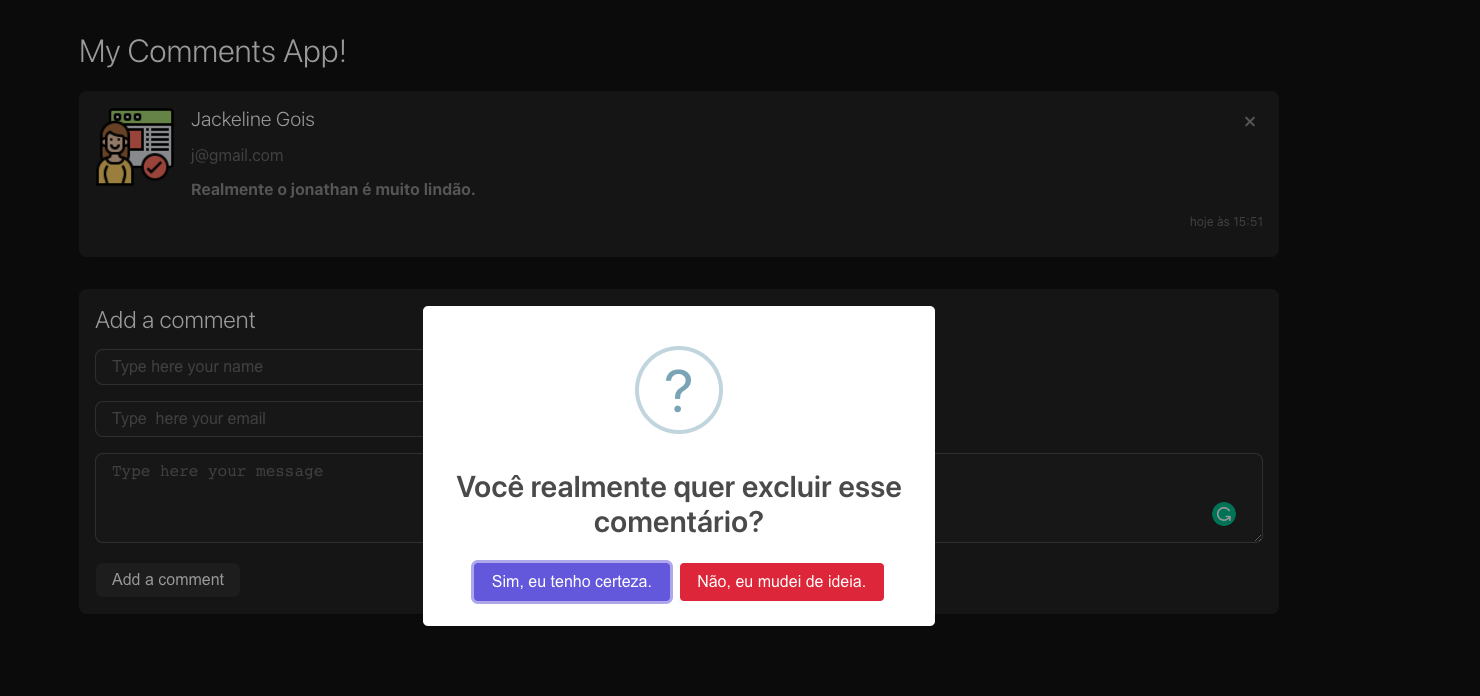 My Comments App!
Jackeline Gois
j@gmail.com
Realmente o jonathan é muito lindão.
hoje às 15:51
Add a comment
Type here your name
Type  here your email
Type here your message
Add a comment
?
Você realmente quer excluir esse
comentário?
Sim, eu tenho certeza.
Não, eu mudei de ideia.